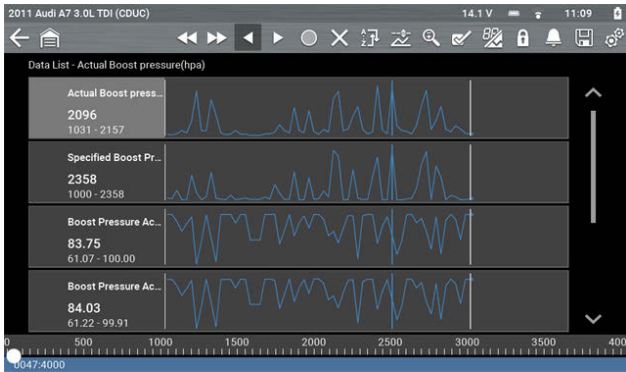 2011 Audi A7 3.0L TDI (CDUC) 14.1 V 11:09
Data List - Actual Boost pressure(hpa)
Actual Boost press...
2096
1031 - 2157
Specified Boost Pr...
2358
1000 - 2358
Boost Pressure Ac...
83.75
61.07 - 100.00
Boost Pressure Ac...
84.03
61.22 - 99.91
0 500 1000 1500 2000 2500 3000 3500 400
0047:4000